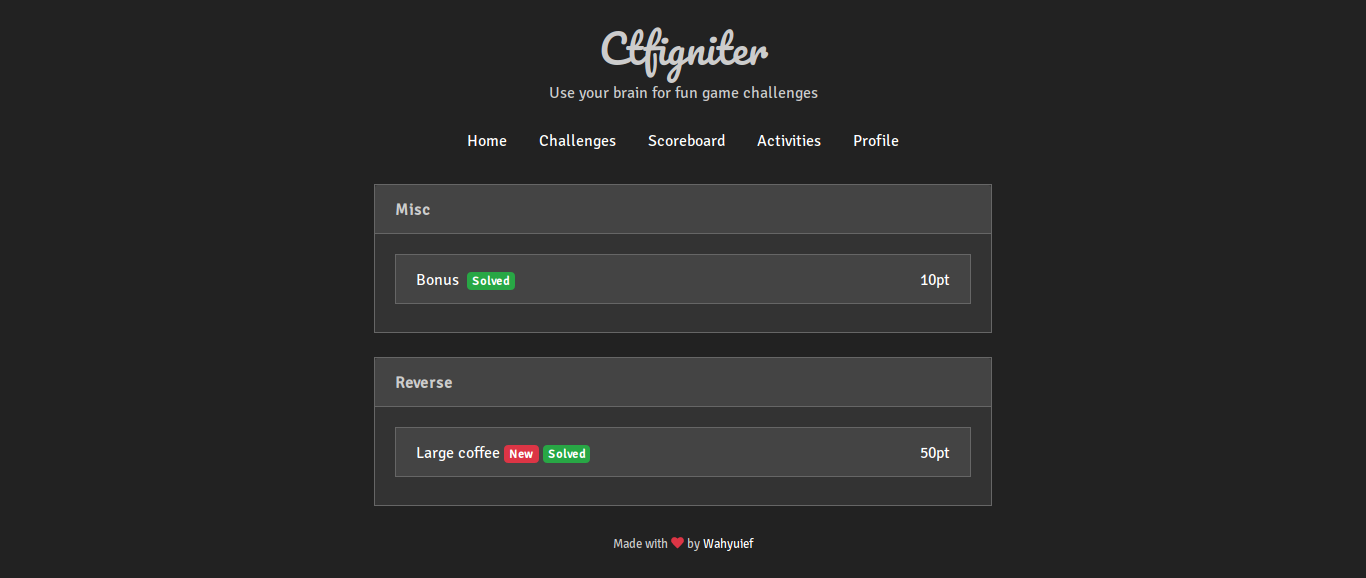 Ctfigniter
Use your brain for fun game challenges
Home Challenges Scoreboard Activities Profile
Misc
Bonus Solved 10pt
Reverse
Large coffee New Solved 50pt
Made with ❤ by Wahyuief